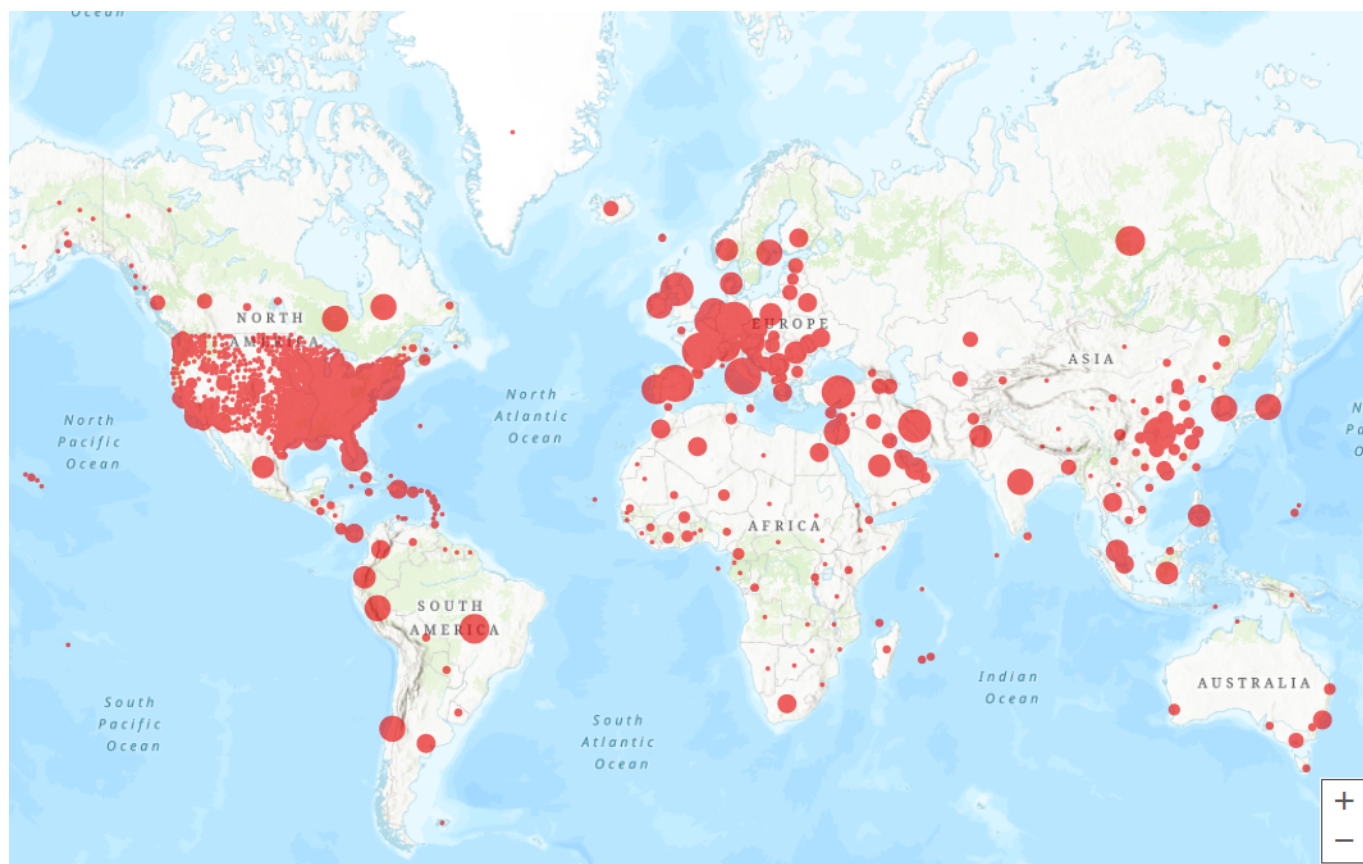 Ocean
NORTH
AMERICA
EUROPE
ASIA
North
Pacific
Ocean
North
Atlantic
Ocean
N
Pa
O
AFRICA
SOUTH
AMERICA
Indian
Ocean
AUSTRALIA
South
Pacific
Ocean
South
Atlantic
Ocean
+
−